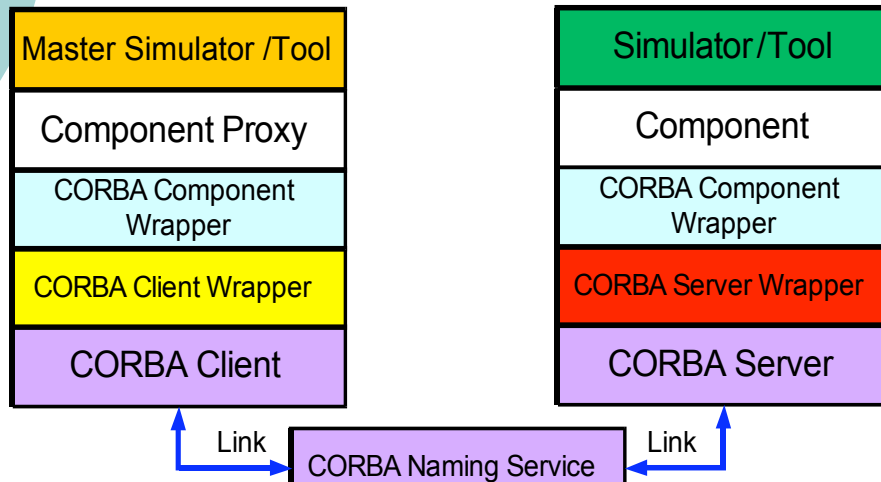 Master Simulator /Tool
Component Proxy
CORBA Component
Wrapper
CORBA Client Wrapper
CORBA Client
Simulator /Tool
Component
CORBA Component
Wrapper
CORBA Server Wrapper
CORBA Server
Link
CORBA Naming Service
Link